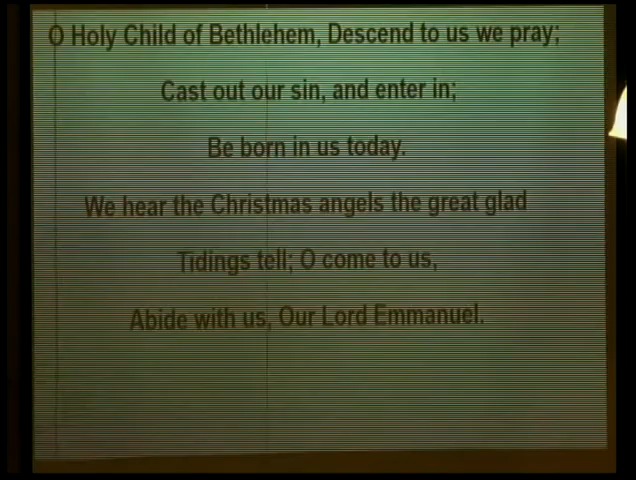 O Holy Child of Bethlehem, Descend to us we pray;
Cast out our sin, and enter in;
Be born in us today.
We hear the Christmas angels the great glad
Tidings tell; O come to us,
Abide with us, Our Lord Emmanuel.